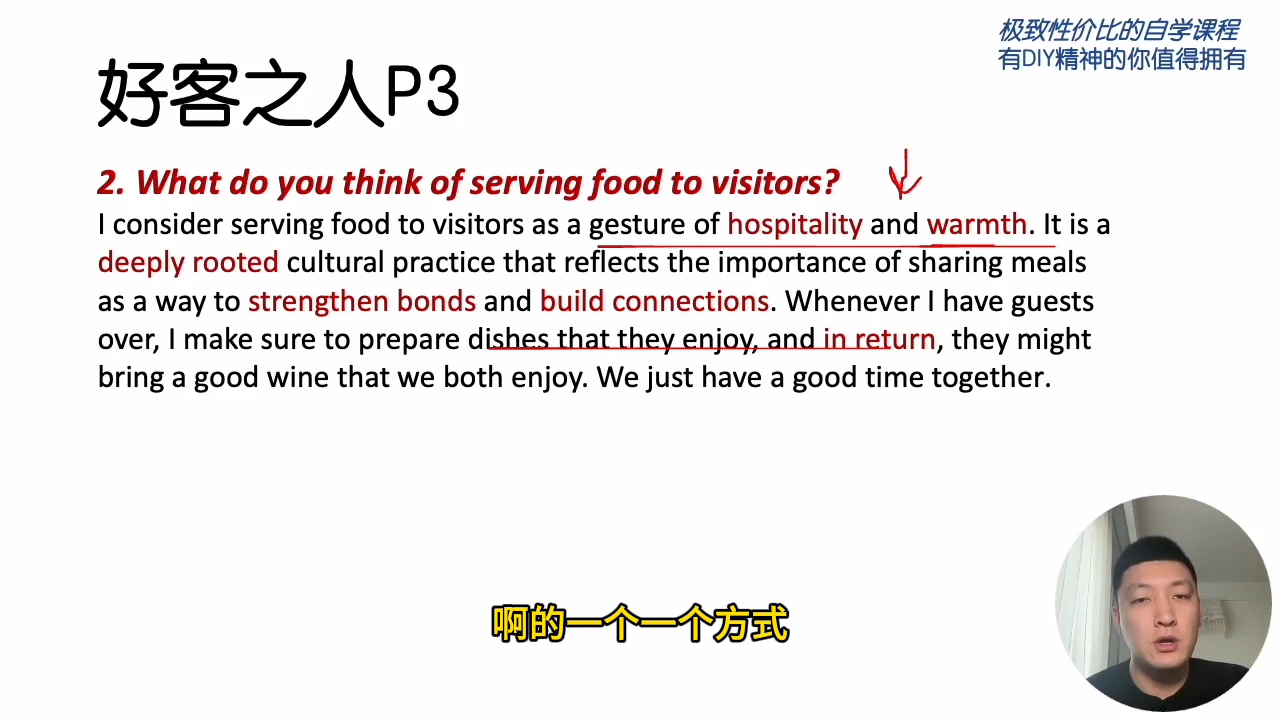 极致性价比的自学课程
有DIY精神的你值得拥有
好客之人P3
2. What do you think of serving food to visitors?
I consider serving food to visitors as a gesture of hospitality and warmth. It is a
deeply rooted cultural practice that reflects the importance of sharing meals
as a way to strengthen bonds and build connections. Whenever I have guests
over, I make sure to prepare dishes that they enjoy, and in return, they might
bring a good wine that we both enjoy. We just have a good time together.
啊的一个一个方式